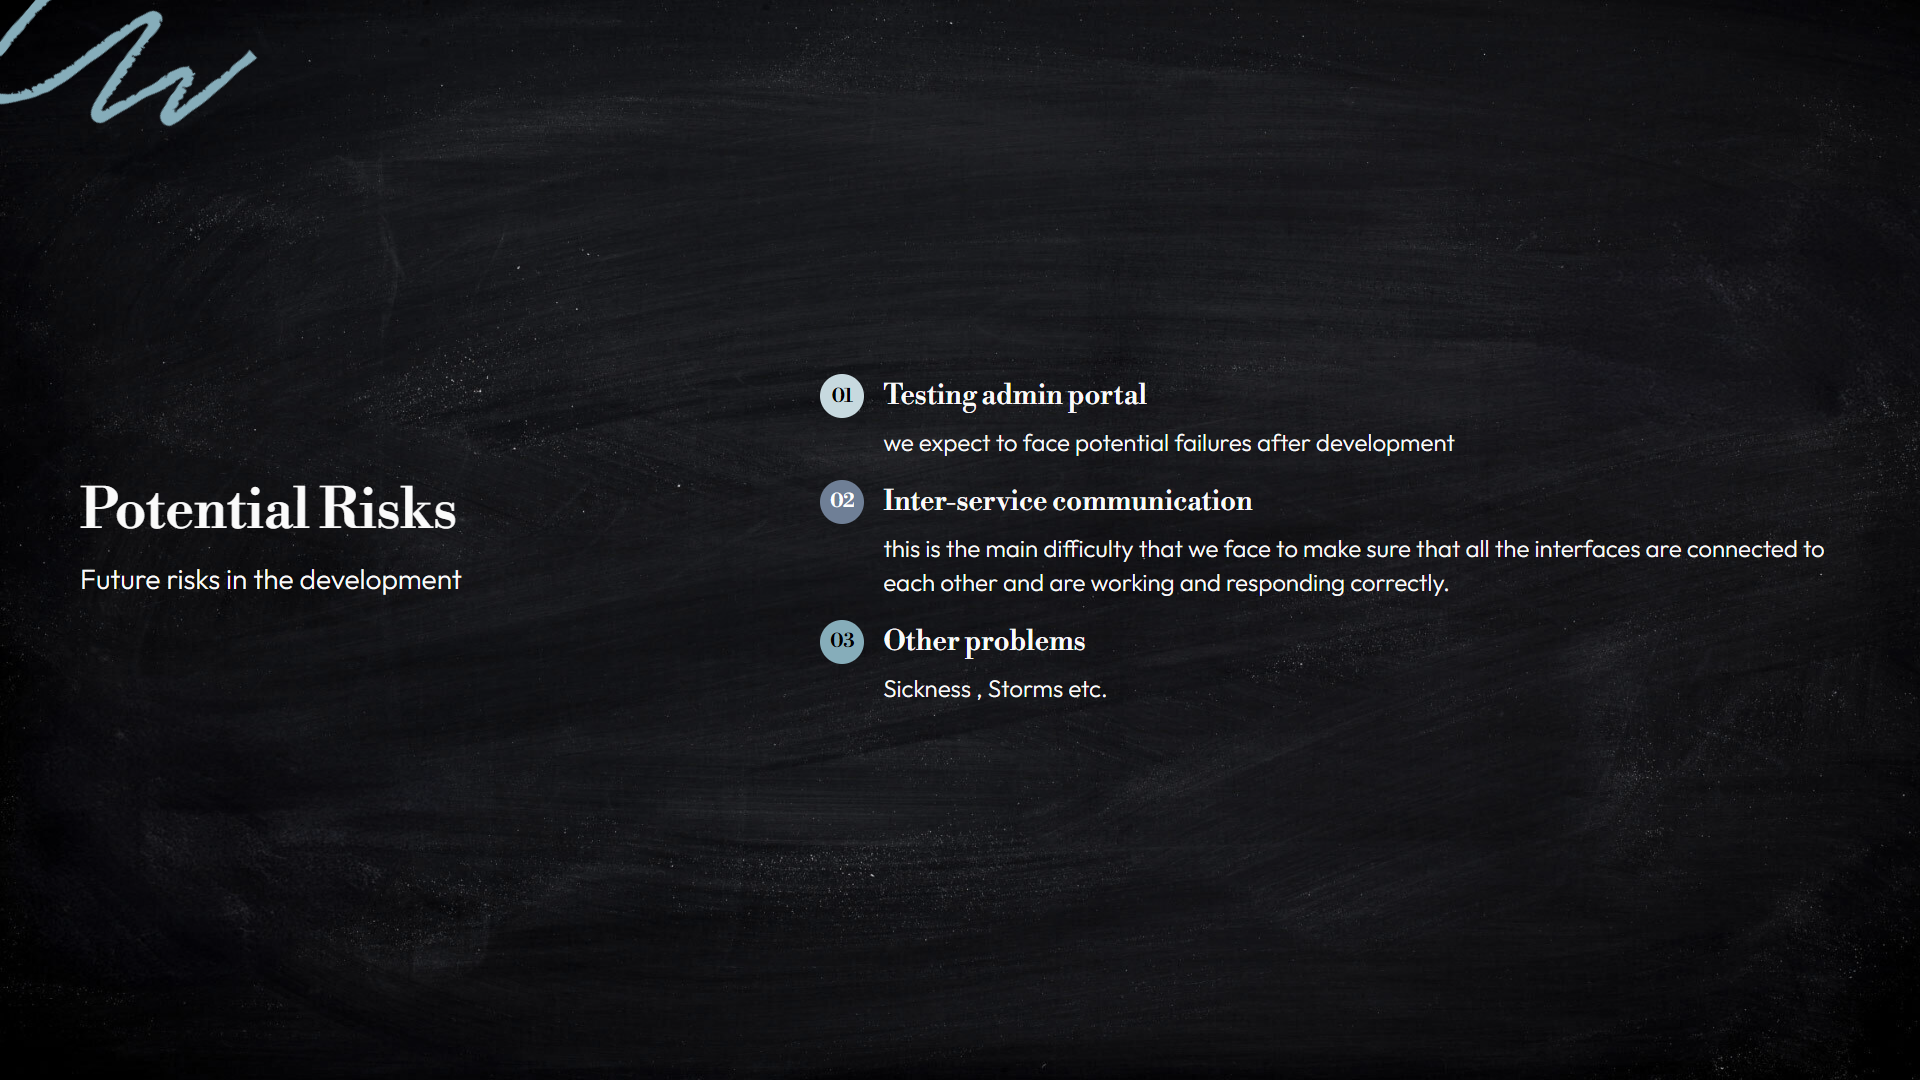 Potential Risks
Future risks in the development
01
Testing admin portal
we expect to face potential failures after development
02
Inter-service communication
this is the main difficulty that we face to make sure that all the interfaces are connected to
each other and are working and responding correctly.
03
Other problems
Sickness , Storms etc.